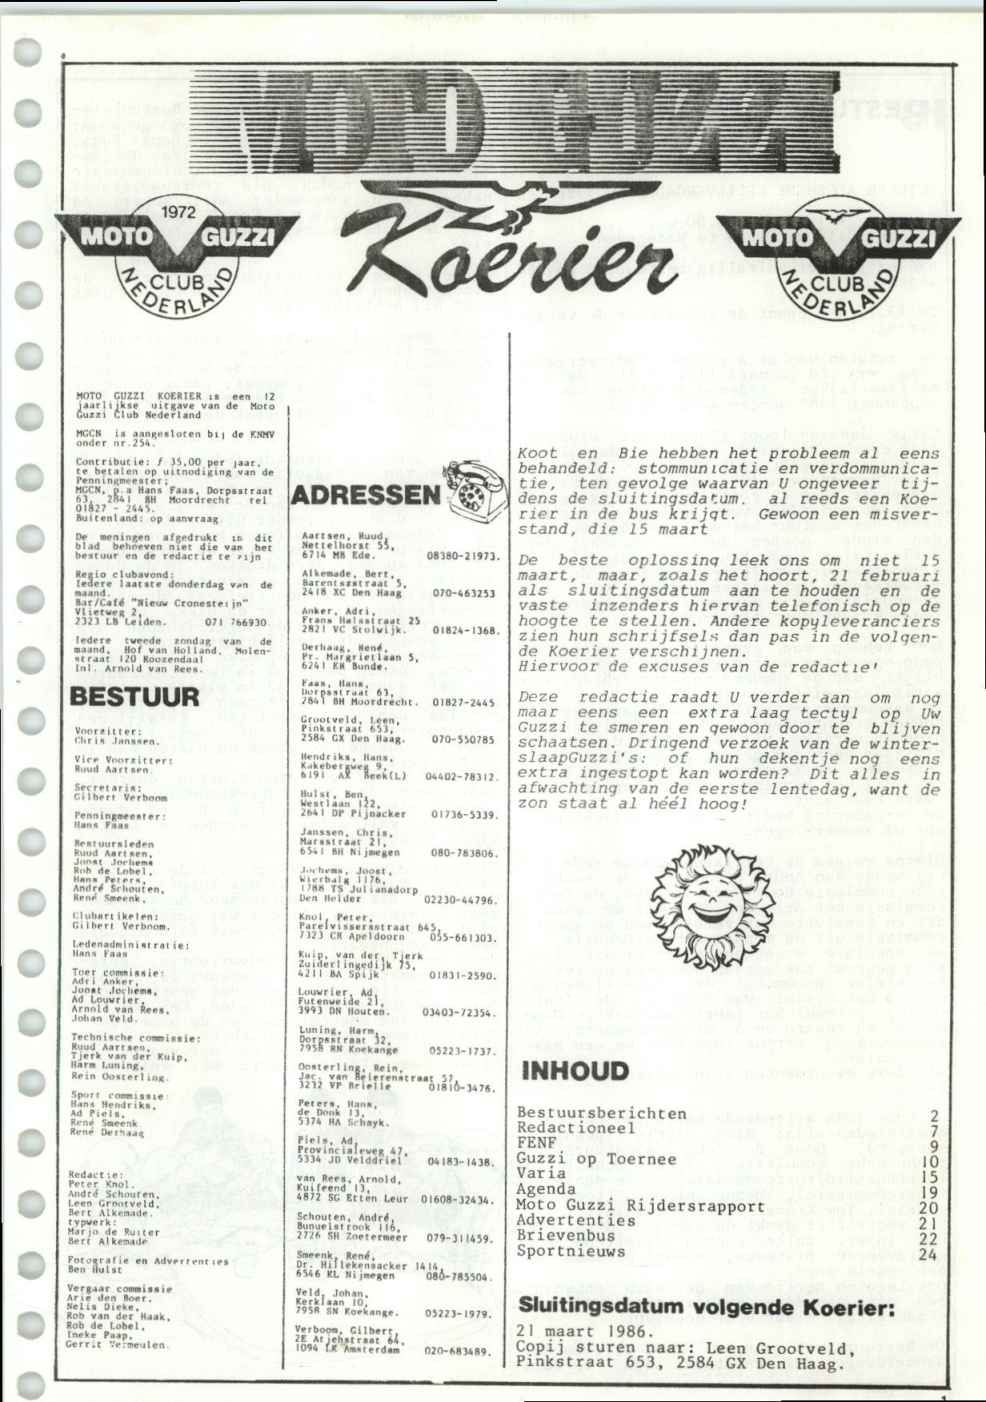 MOTO GUZZI
Koerier
1972
MOTO GUZZI
CLUB
NEDERLAND
MOTO GUZZI
CLUB
NEDERLAND
MOTO GUZZI KOERIER is een 12
jaarlijkse uitgave van de Moto
Guzzi Club Nederland
MGCN is aangesloten bij de KNMV
onder nr.254.
Contributie: ƒ 35,00 per jaar,
te betalen op uitnodiging van de
Penningmeester;
MGCN, p.a Hans Faas, Dorpsstraat
63, 2841 BH Moordrecht tel
01827 - 2445.
Buitenland: op aanvraag
De meningen afgedrukt in dit
blad behoeven niet die van het
bestuur en de redactie te zijn
Regio clubavond:
Iedere laatste donderdag van de
maand.
Bar/Café "Nieuw Cronesteijn"
Vlietweg 2,
2323 LB Leiden. 071 766930
Iedere tweede zondag van de
maand, Hof van Holland, Molen-
straat 120 Roozendaal
Inl. Arnold van Rees.
BESTUUR
Voorzitter:
Chris Janssen.
Vice Voorzitter:
Ruud Aartsen
Secretaris:
Gilbert Verboom
Penningmeester:
Hans Faas
Bestuursleden
Ruud Aartsen,
Joost Jochems
Rob de Lobel,
Hans Peters,
André Schouten,
René Smeenk.
Clubartikelen:
Gilbert Verboom.
Ledenadministratie:
Hans Faas
Toer commissie:
Adri Anker,
Joost Jochems,
Ad Louwrier,
Arnold van Rees,
Johan Veld.
Technische commissie:
Ruud Aartsen,
Tjerk van der Kuip,
Harm Luning,
Rein Oosterling.
Sport commissie:
Hans Hendriks,
Ad Piels,
René Smeenk
René Derhaag
Redactie:
Peter Knol.
André Schouten,
Leen Grootveld,
Bert Alkemade.
typwerk:
Marjo de Ruiter
Bert Alkemade
Fotografie en Advertenties
Ben Hulst
Vergaar commissie
Arie den Boer,
Nelis Dieke,
Rob van der Haak,
Rob de Lobel,
Ineke Paap,
Gerrit Vermeulen.
ADRESSEN
Aartsen, Ruud,
Nettelhorst 55,
6714 MB Ede. 08380-21973.
Alkemade, Bert,
Barentszstraat 5,
2418 XC Den Haag 070-463253
Anker, Adri,
Frans Halsstraat 25
2821 VC Stolwijk. 01824-1368.
Derhaag, René,
Pr. Margrietlaan 5,
6241 EH Bunde.
Faas, Hans,
Dorpsstraat 63,
2841 BH Moordrecht. 01827-2445
Grootveld, Leen,
Pinkstraat 653,
2584 GX Den Haag. 070-550785
Hendriks, Hans,
Kakebergweg 9,
6191 AK Beek(L) 04402-78312.
Hulst, Ben,
Westlaan 122,
2641 DP Pijnacker 01736-5339.
Janssen, Chris,
Marsstraat 21,
6541 BH Nijmegen 080-783806.
Jochems, Joost,
Wierbalg 1176,
1788 TS Julianadorp
Den Helder 02230-44796.
Knol, Peter,
Parelvissersstraat 645,
7323 CR Apeldoorn 055-661303.
Kuip, van der, Tjerk
Zuiderlingedijk 75,
4211 BA Spijk 01831-2590.
Louwrier, Ad,
Futenweide 21,
3993 DN Houten. 03403-72354.
Luning, Harm,
Dorpsstraat 32,
7958 RN Koekange 05223-1737.
Oosterling, Rein,
Jac. van Beierenstraat 57,
3232 VP Brielle 01810-3476.
Peters, Hans,
de Donk 13,
5374 HA Schayk.
Piels, Ad,
Provincialeweg 47,
5334 JD Velddriel 04183-1438.
van Rees, Arnold,
Kuifeend 13,
4872 SG Etten Leur 01608-32434.
Schouten, André,
Bunuelstrook 116,
2726 SH Zoetermeer 079-311459.
Smeenk, René,
Dr. Hillekensacker 1414,
6546 KL Nijmegen 080-785504.
Veld, Johan,
Kerklaan 10,
7958 SN Koekange. 05223-1979.
Verboom, Gilbert,
2E Atjehstraat 64,
1094 LK Amsterdam 020-683489.
Koot en Bie hebben het probleem al eens
behandeld: stommunicatie en verdommunica-
tie, ten gevolge waarvan U ongeveer tij-
dens de sluitingsdatum. al reeds een Koe-
rier in de bus krijgt. Gewoon een misver-
stand, die 15 maart
De beste oplossing leek ons om niet 15
maart, maar, zoals het hoort, 21 februari
als sluitingsdatum aan te houden en de
vaste inzenders hiervan telefonisch op de
hoogte te stellen. Andere kopyleveranciers
zien hun schrijfsels dan pas in de volgen-
de Koerier verschijnen.
Hiervoor de excuses van de redactie'
Deze redactie raadt U verder aan om nog
maar eens een extra laag tectyl op Uw
Guzzi te smeren en gewoon door te blijven
schaatsen. Dringend verzoek van de winter-
slaapGuzzi's: of hun dekentje nog eens
extra ingestopt kan worden? Dit alles in
afwachting van de eerste lentedag, want de
zon staat al héél hoog!
INHOUD
Bestuursberichten 2
Redactioneel 7
FENF 9
Guzzi op Toernee 10
Varia 15
Agenda 19
Moto Guzzi Rijdersrapport 20
Advertenties 21
Brievenbus 22
Sportnieuws 24
Sluitingsdatum volgende Koerier:
21 maart 1986.
Copij sturen naar: Leen Grootveld,
Pinkstraat 653, 2584 GX Den Haag.